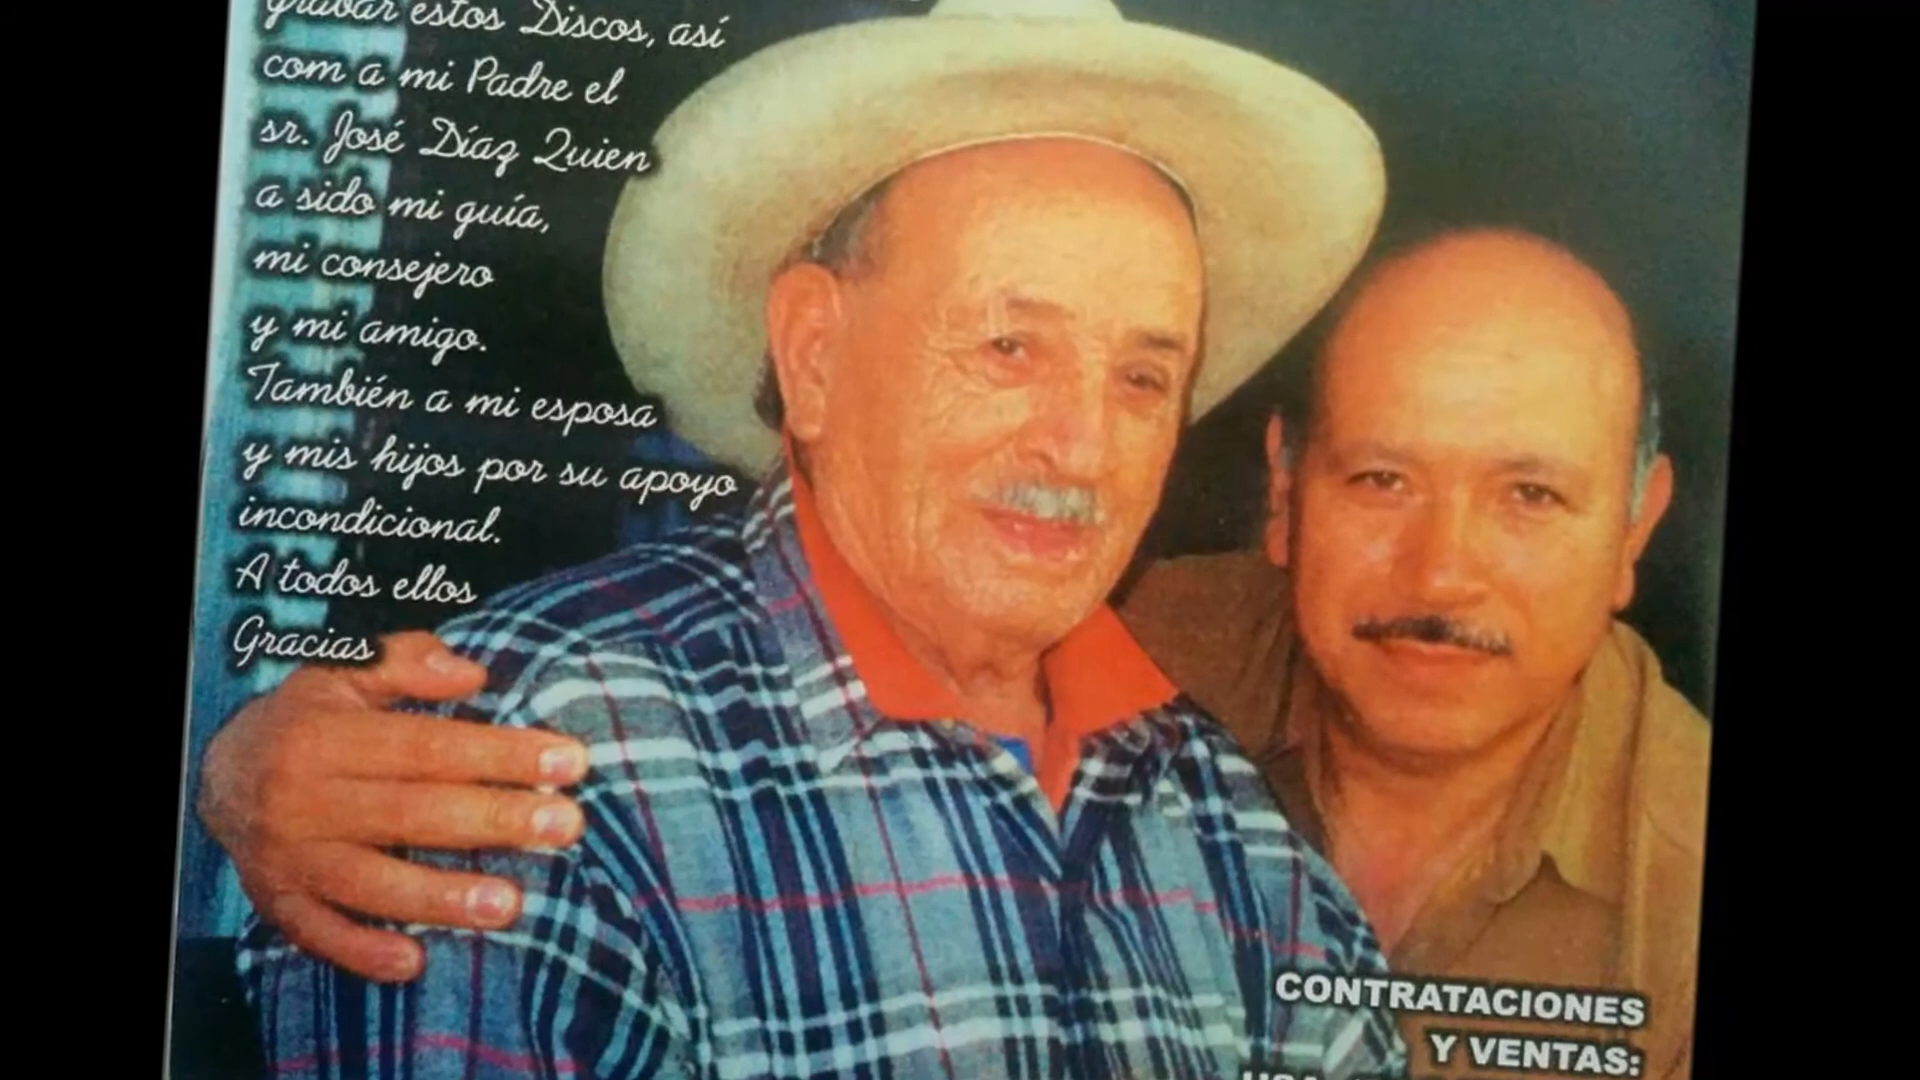 grabar estos Discos, así
com a mi Padre el
sr. José Díaz Quien
a sido mi guía,
mi consejero
y mi amigo.
También a mi esposa
y mis hijos por su apoyo
incondicional.
A todos ellos
Gracias
CONTRATACIONES
Y VENTAS:
USA